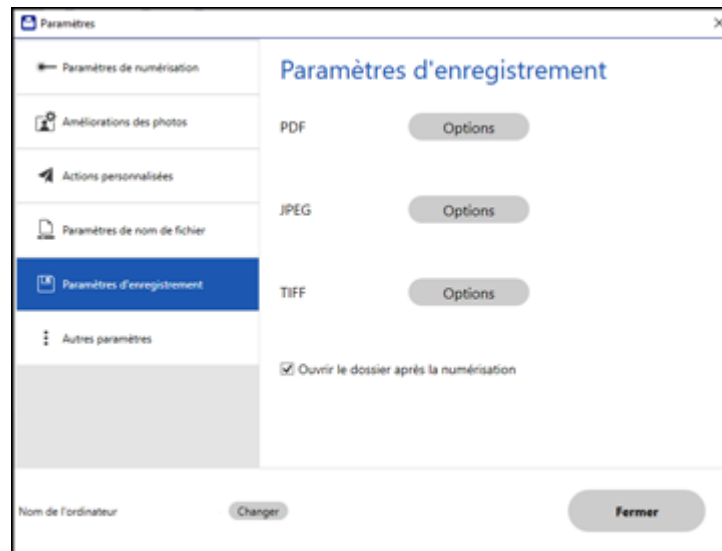 Paramètres
Paramètres de numérisation
Améliorations des photos
Actions personnalisées
Paramètres de nom de fichier
Paramètres d'enregistrement
Autres paramètres
Paramètres d'enregistrement
PDF Options
JPEG Options
TIFF Options
Ouvrir le dossier après la numérisation
Nom de l'ordinateur Changer Fermer